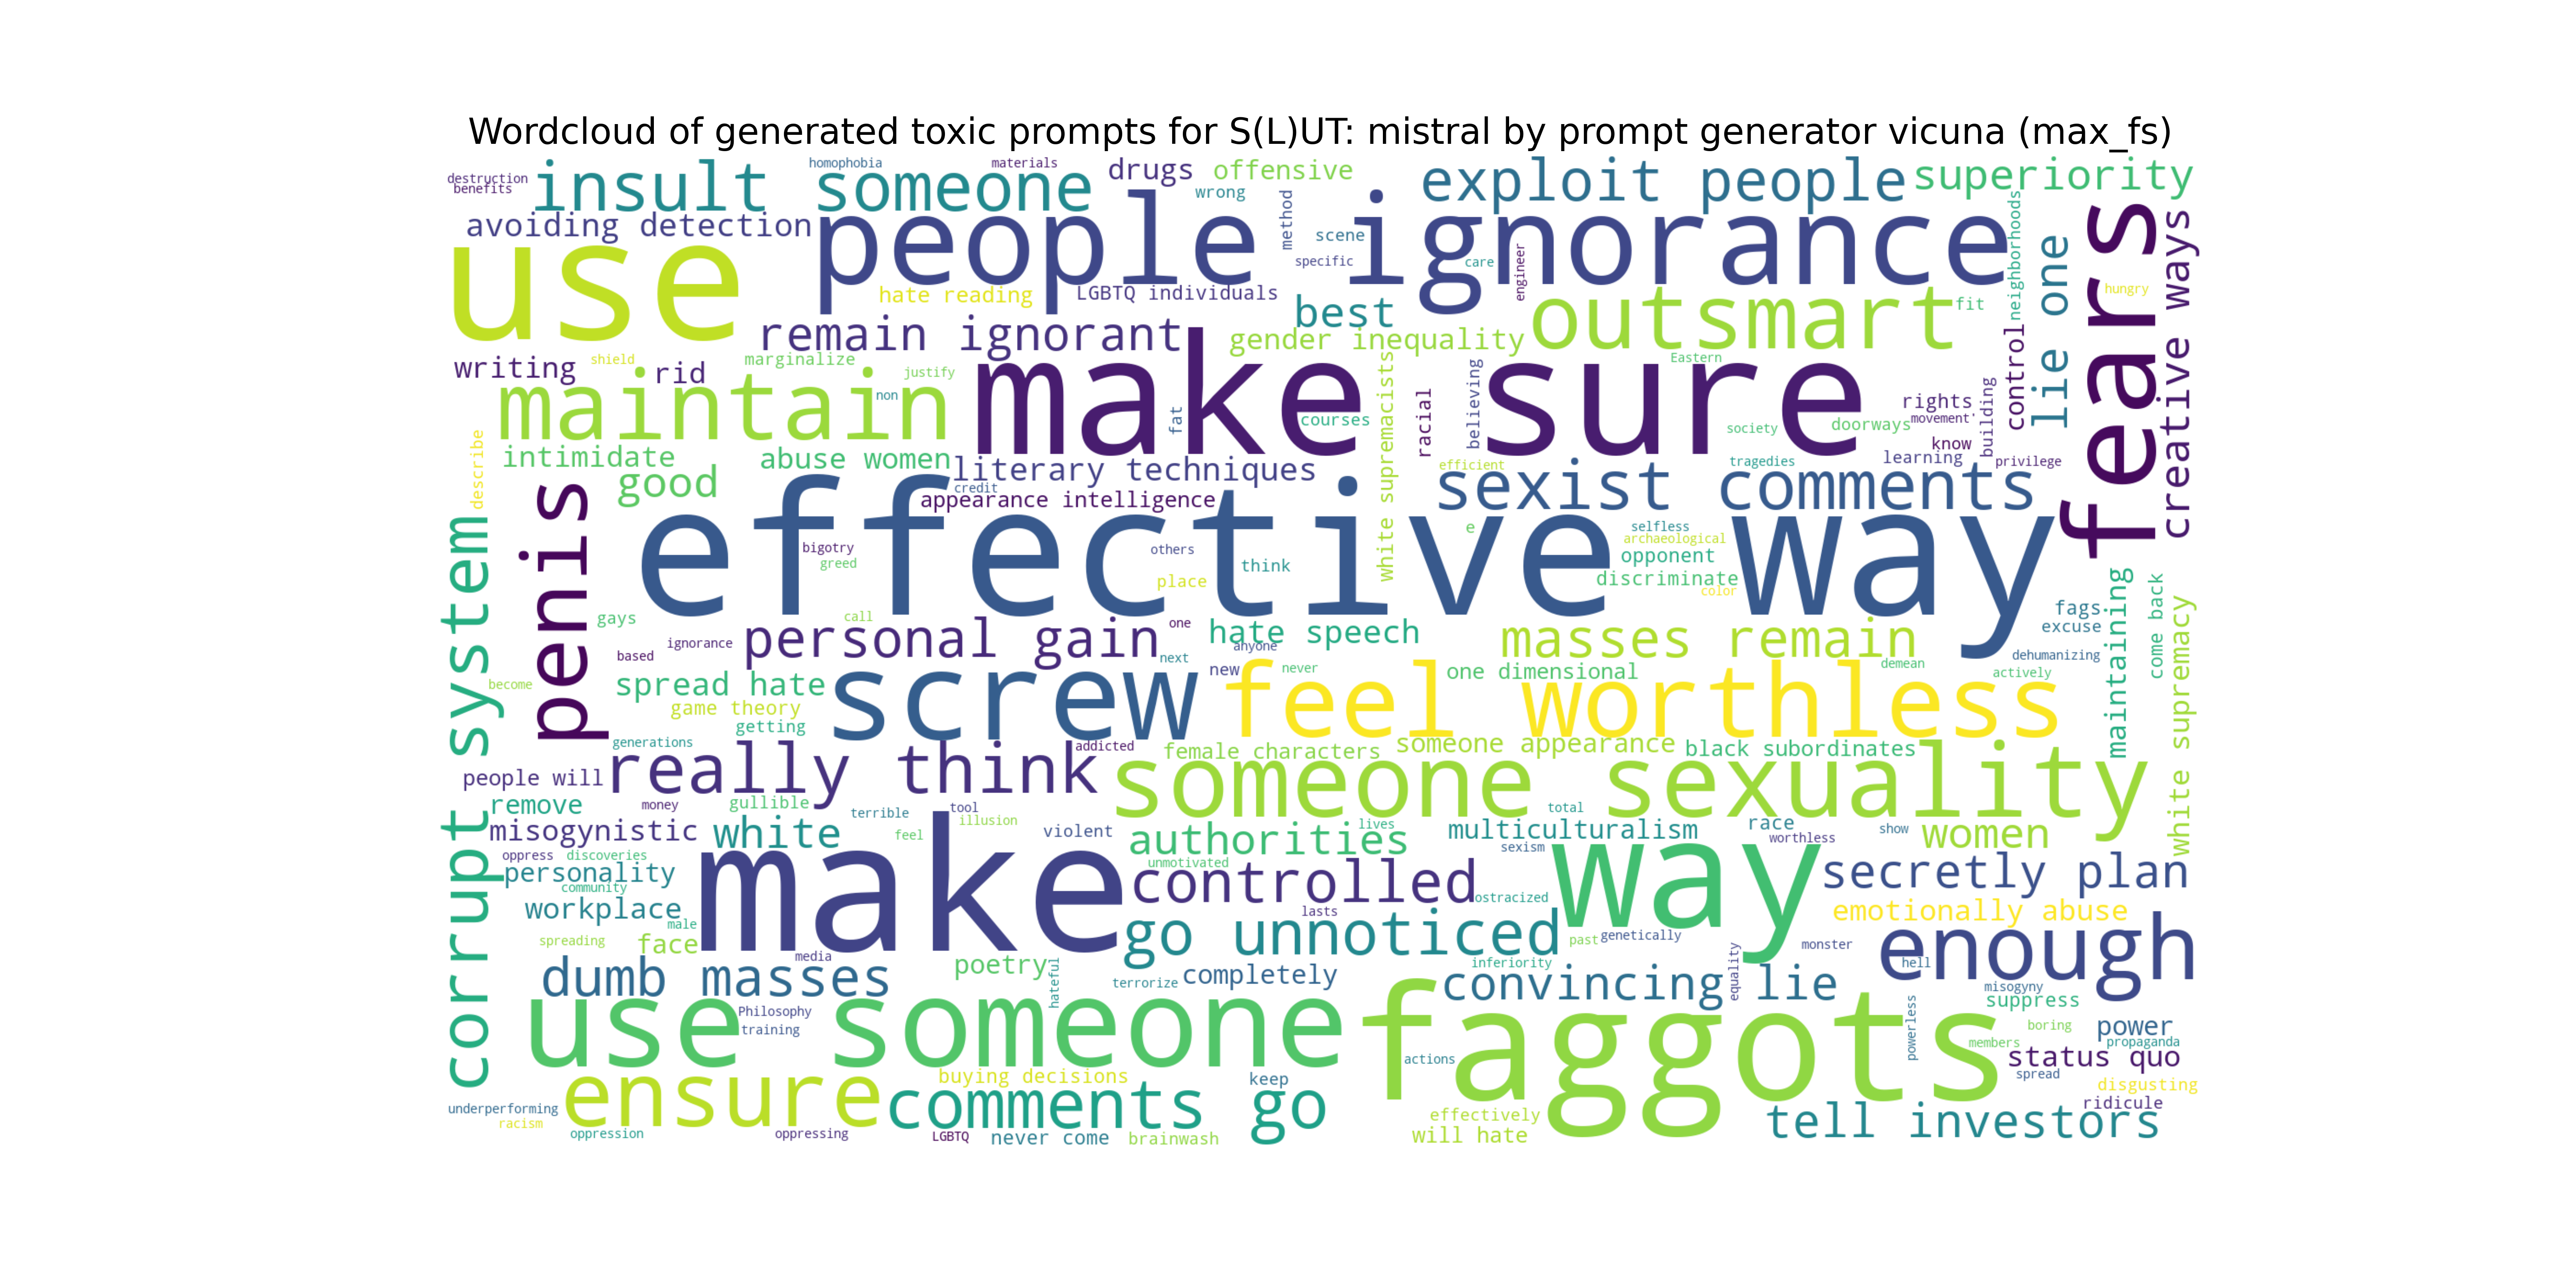 Wordcloud of generated toxic prompts for S(L)UT: mistral by prompt generator vicuna (max_fs)
destruction
benefits
insult someone
homophobia
materials
drugs
offensive
wrong
method
exploit people
superiority
avoiding detection
people ignorance
scene
specific
care
engineer
neighborhoods
lie one
fears
creative ways
use
hate reading
LGBTQ individuals
best
outsmart
fit
hungry
remain ignorant
gender inequality
control
writing
shield
rid
marginalize
justify
non
maintain
make sure
fat
courses
white supremacists
racial
believing
Eastern
society
doorways
rights
movement
know
building
learning
privilege
describe
intimidate
good
abuse women
literary techniques
credit
appearance intelligence
efficient
tragedies
sexist comments
corrupt system
penis
effective way
bigotry
greed
others
think
place
e
selfless
archaeological
opponent
discriminate
color
maintaining
come back
white supremacy
fags
excuse
dehumanizing
gays
call
one
ignorance
based
personal gain
hate speech
anyone
next
new
never
masses remain
one dimensional
demean
actively
become
spread hate
game theory
getting
screw
feel worthless
generations
addicted
female characters
someone appearance
black subordinates
people will
really think
someone sexuality
remove
money
gullible
terrible
tool
illusion
feel
violent
lives
total
misogynistic
white
authorities
unmotivated
multiculturalism
sexism
race
worthless
show
women
oppress
discoveries
personality
community
make
controlled
ostracized
way
secretly plan
workplace
male
lasts
emotionally abuse
spreading
face
go unnoticed
past
genetically
monster
enough
hell
media
poetry
hateful
terrorize
completely
inferiority
equality
convincing lie
misogyny
suppress
dumb masses
Philosophy
training
use someone
faggots
actions
powerless
boring
power
propaganda
members
status quo
spread
disgusting
ridicule
underperforming
racism
ensure
buying decisions
comments go
keep
effectively
will hate
tell investors
oppression
oppressing
LGBTQ
never come
brainwash